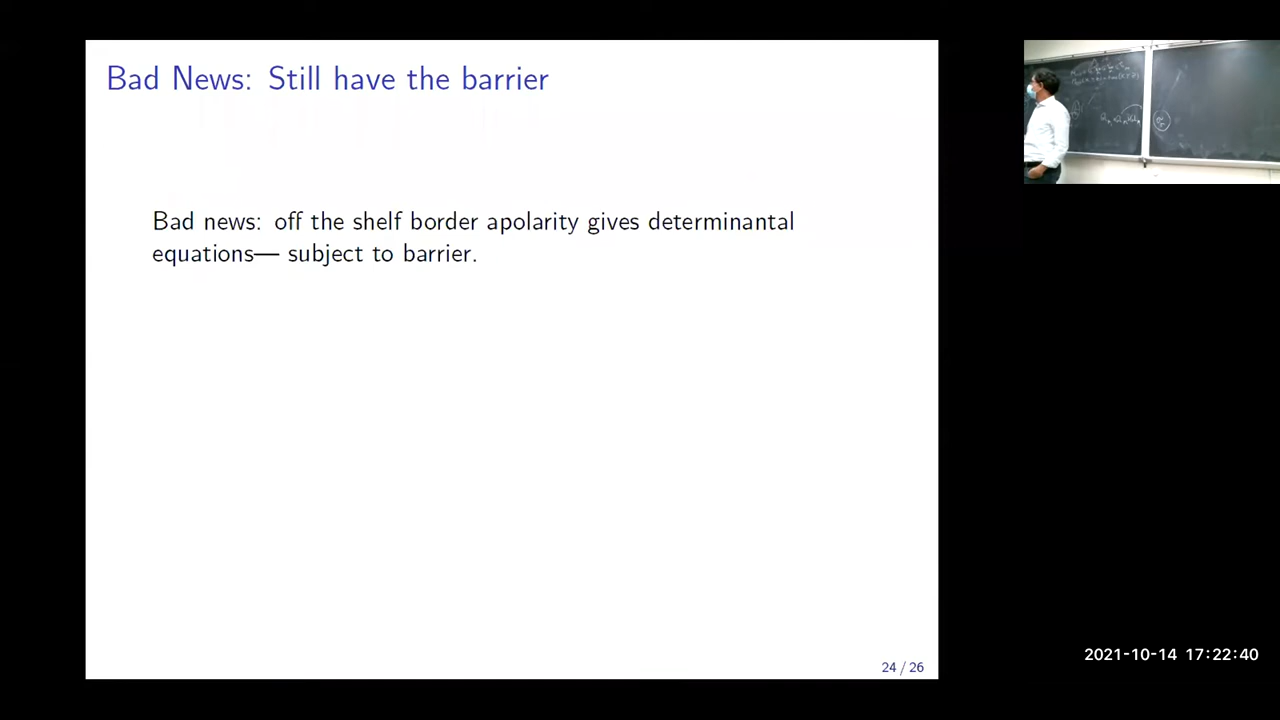 Bad News: Still have the barrier
Bad news: off the shelf border apolarity gives determinantal
equations— subject to barrier.
24 / 26
2021-10-14 17:22:40